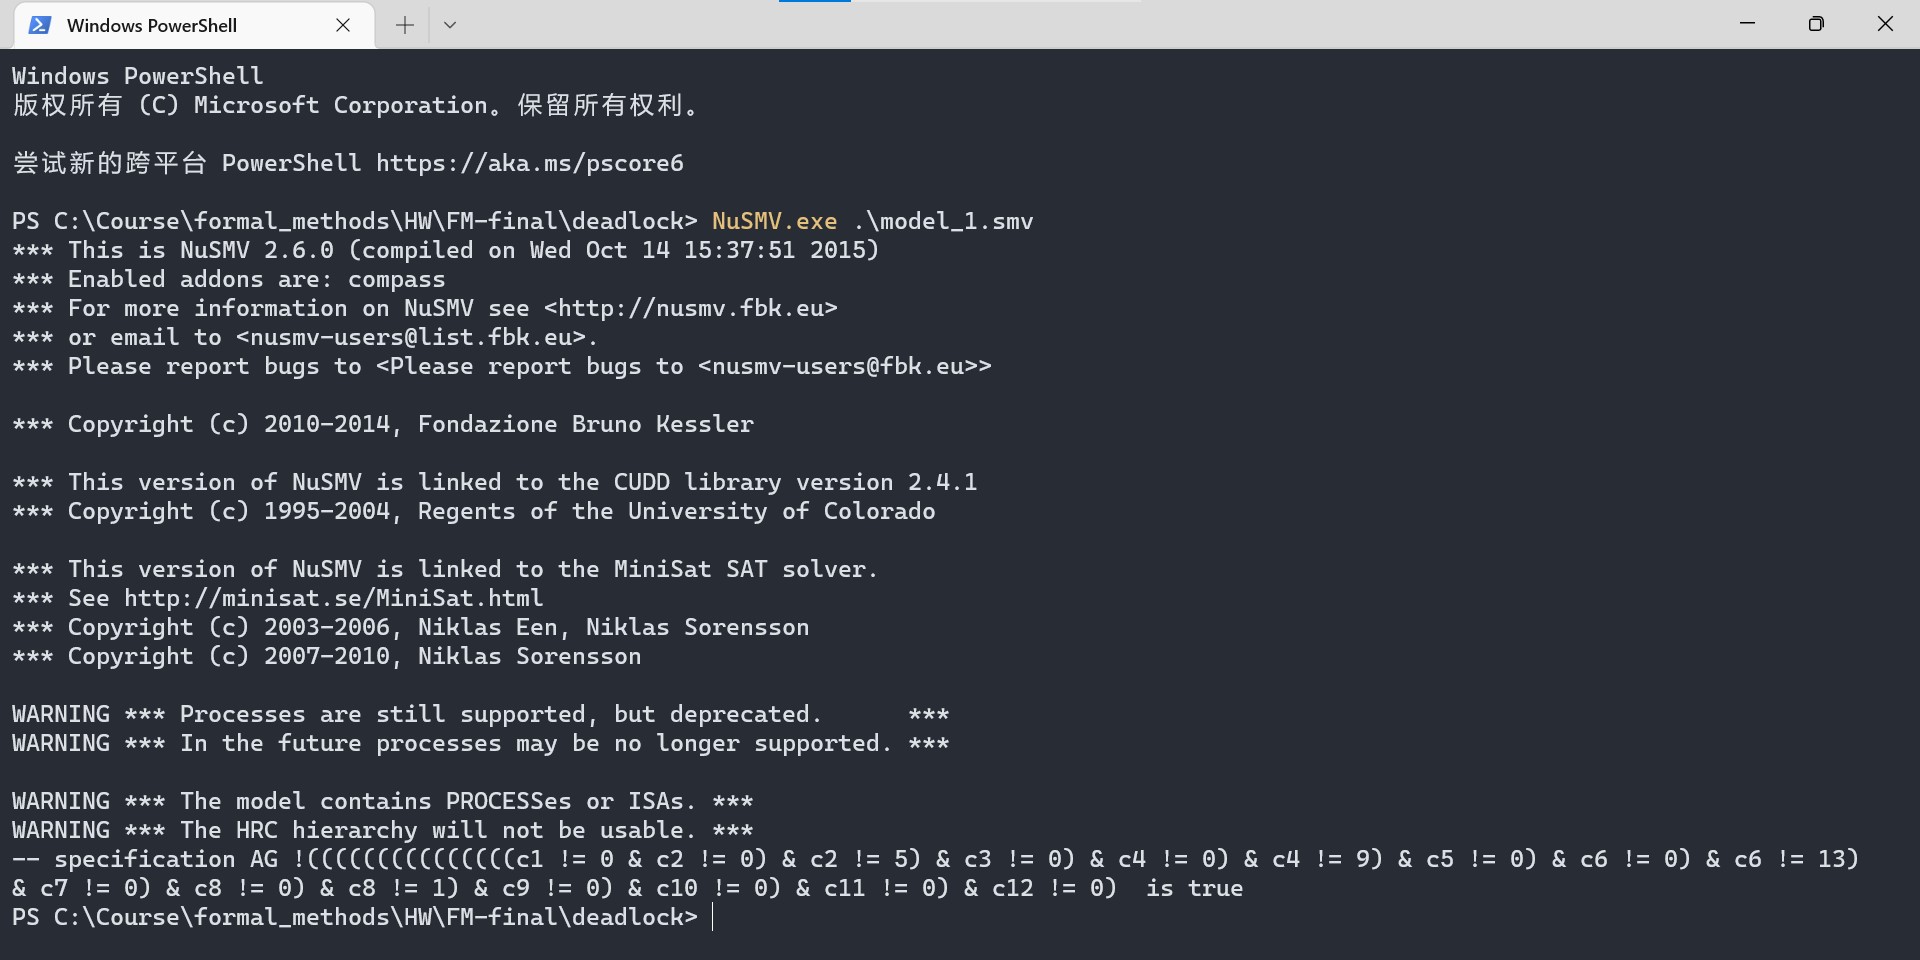 Windows PowerShell
Windows PowerShell
版权所有 (C) Microsoft Corporation。保留所有权利。
尝试新的跨平台 PowerShell https://aka.ms/pscore6
PS C:\Course\formal_methods\HW\FM-final\deadlock> NuSMV.exe .\model_1.smv
*** This is NuSMV 2.6.0 (compiled on Wed Oct 14 15:37:51 2015)
*** Enabled addons are: compass
*** For more information on NuSMV see <http://nusmv.fbk.eu>
*** or email to <nusmv-users@list.fbk.eu>.
*** Please report bugs to <Please report bugs to <nusmv-users@fbk.eu>>
*** Copyright (c) 2010-2014, Fondazione Bruno Kessler
*** This version of NuSMV is linked to the CUDD library version 2.4.1
*** Copyright (c) 1995-2004, Regents of the University of Colorado
*** This version of NuSMV is linked to the MiniSat SAT solver.
*** See http://minisat.se/MiniSat.html
*** Copyright (c) 2003-2006, Niklas Een, Niklas Sorensson
*** Copyright (c) 2007-2010, Niklas Sorensson
WARNING *** Processes are still supported, but deprecated.      ***
WARNING *** In the future processes may be no longer supported. ***
WARNING *** The model contains PROCESSes or ISAs. ***
WARNING *** The HRC hierarchy will not be usable. ***
-- specification AG !(((((((((((((((c1 != 0 & c2 != 0) & c2 != 5) & c3 != 0) & c4 != 0) & c4 != 9) & c5 != 0) & c6 != 0) & c6 != 13)
& c7 != 0) & c8 != 0) & c8 != 1) & c9 != 0) & c10 != 0) & c11 != 0) & c12 != 0)  is true
PS C:\Course\formal_methods\HW\FM-final\deadlock>